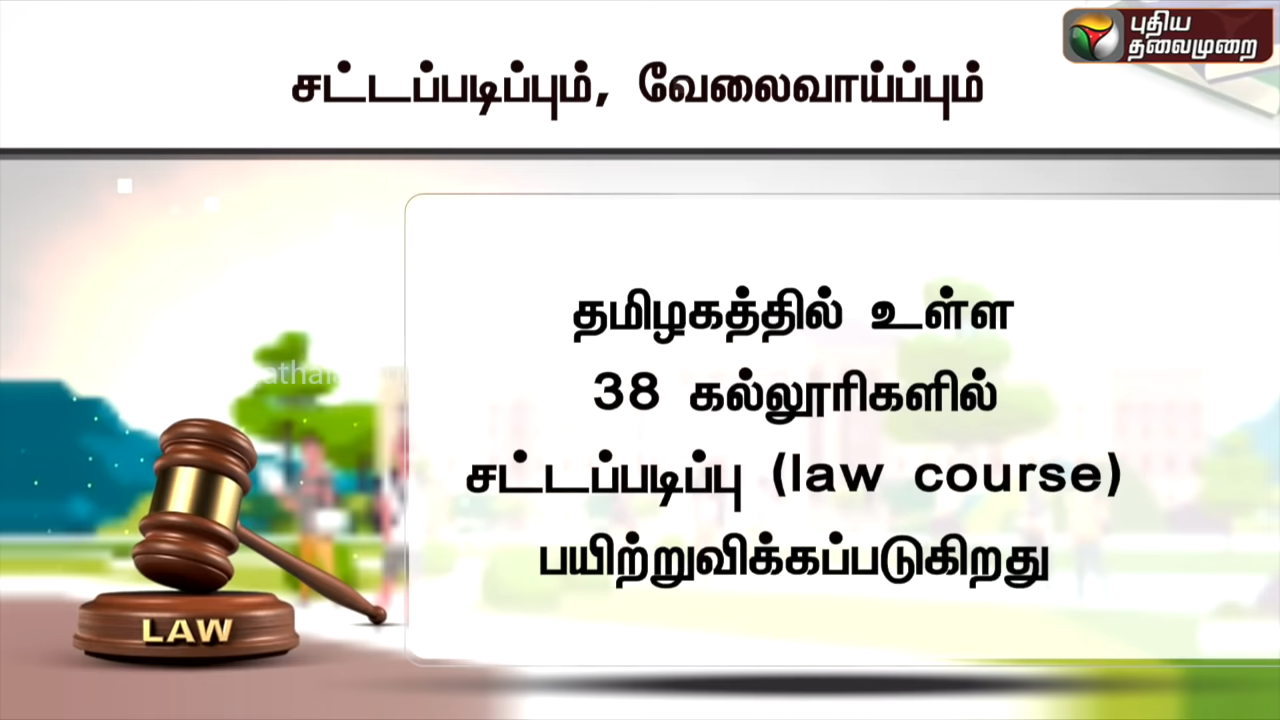 புதிய
தலைமுறை
சட்டப்படிப்பும், வேலைவாய்ப்பும்
தமிழகத்தில் உள்ள
38 கல்லூரிகளில்
சட்டப்படிப்பு (law course)
பயிற்றுவிக்கப்படுகிறது
LAW